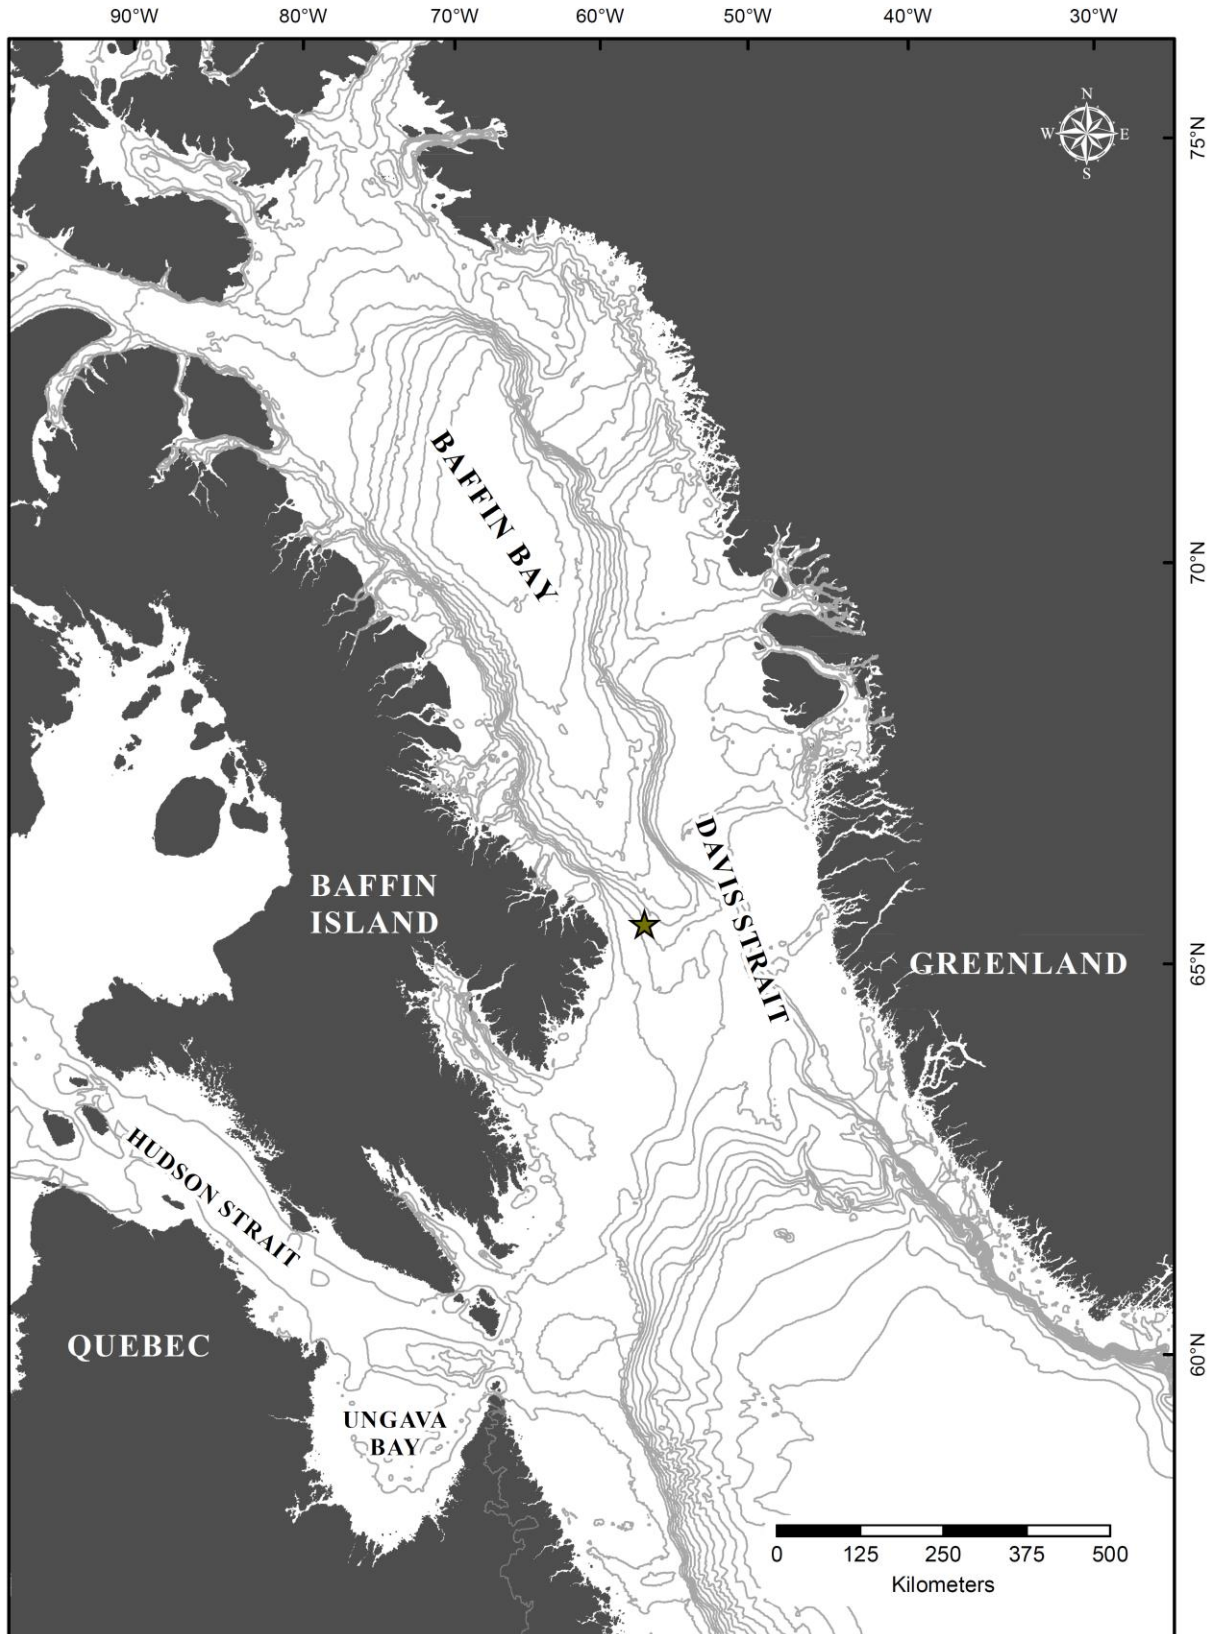 90°W 80°W 70°W 60°W 50°W 40°W 30°W
N
W E
S
75°N
BAFFIN BAY
70°N
DAVIS STRAIT
BAFFIN
ISLAND
GREENLAND
65°N
HUDSON STRAIT
QUEBEC
60°N
UNGAVA
BAY
0 125 250 375 500
Kilometers